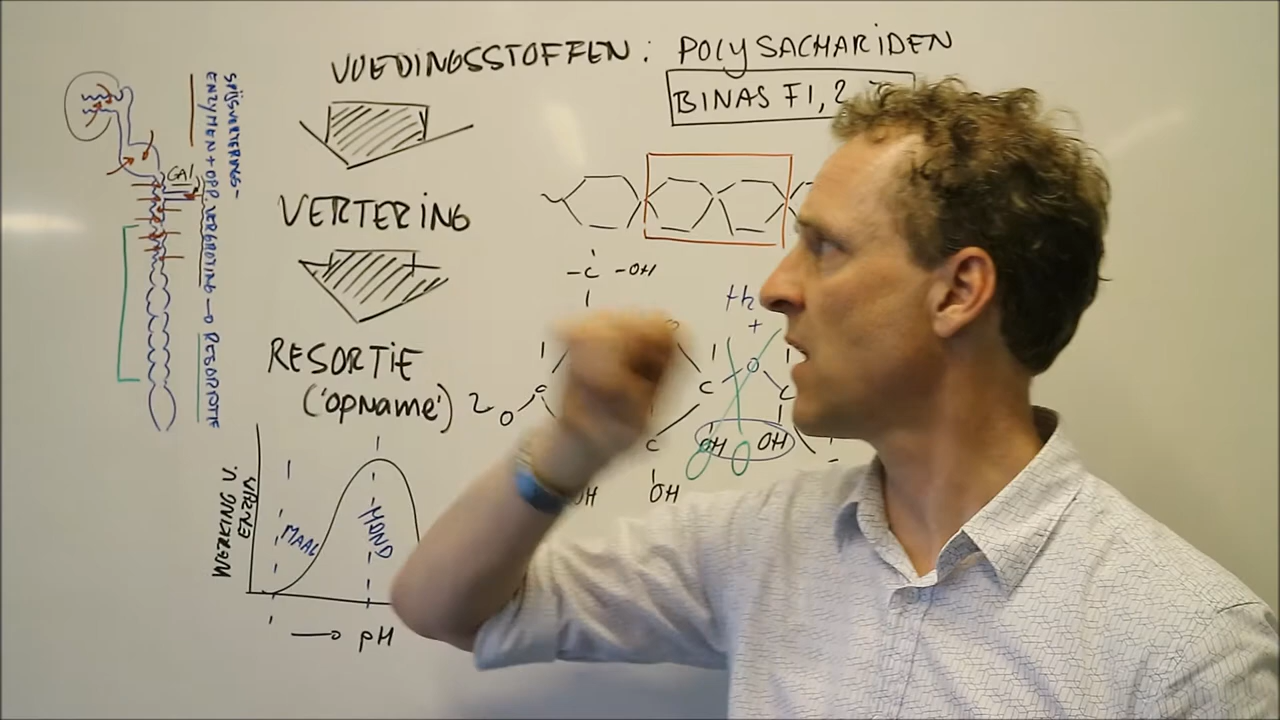 VOEDINGSSTOFFEN: POLYSACHARIDEN
BINAS F1, 2
SPIJSVERTERINGS-
ENZYMEN + OPP. VERGROTING → RESORPTIE
GAL
VERTERING
RESORTIE
('OPNAME')
-C-OH
H2
+
O
C
O
C
C
C
OH OH
OH
OH
WERKING V.
ENZYM
MAAG
MOND
→ pH